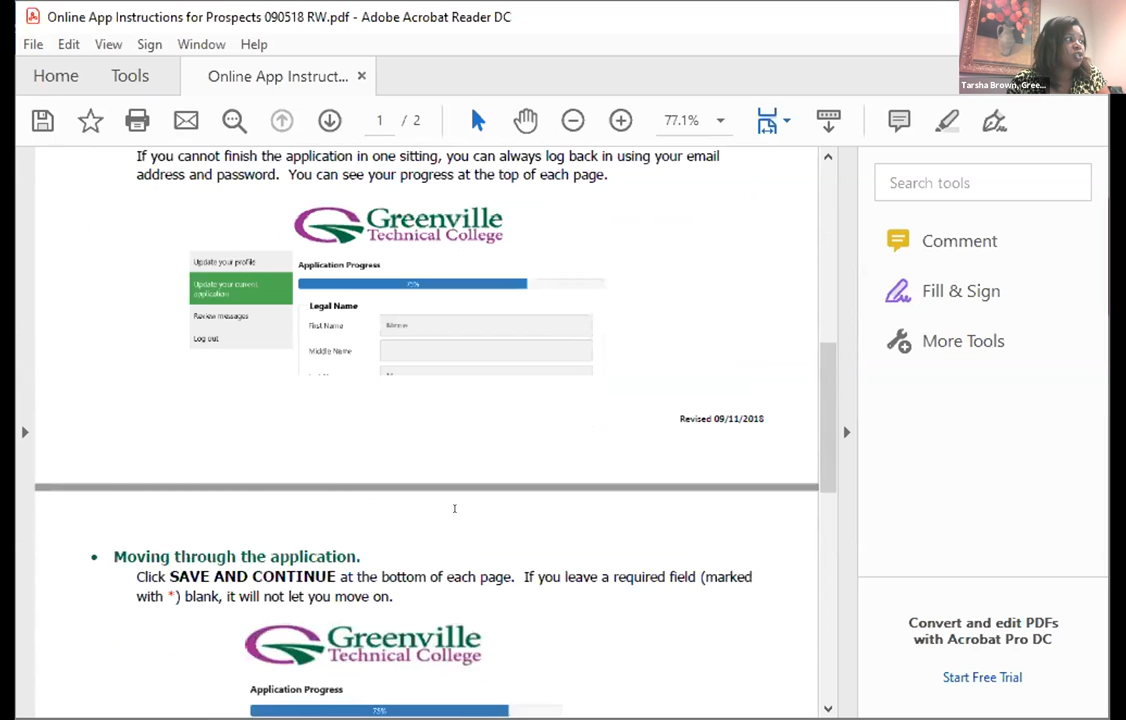 Online App Instructions for Prospects 090518 RW.pdf - Adobe Acrobat Reader DC
File Edit View Sign Window Help
Home Tools Online App Instruct... ×
1 / 2 77.1%
Tarsha Brown, Gree...
If you cannot finish the application in one sitting, you can always log back in using your email
address and password. You can see your progress at the top of each page.
Greenville
Technical College
Update your profile
Update your current
application
Review messages
Log out
Application Progress
75%
Legal Name
First Name
Middle Name
Revised 09/11/2018
• Moving through the application.
Click SAVE AND CONTINUE at the bottom of each page. If you leave a required field (marked
with *) blank, it will not let you move on.
Greenville
Technical College
Application Progress
75%
Search tools
Comment
Fill & Sign
More Tools
Convert and edit PDFs
with Acrobat Pro DC
Start Free Trial